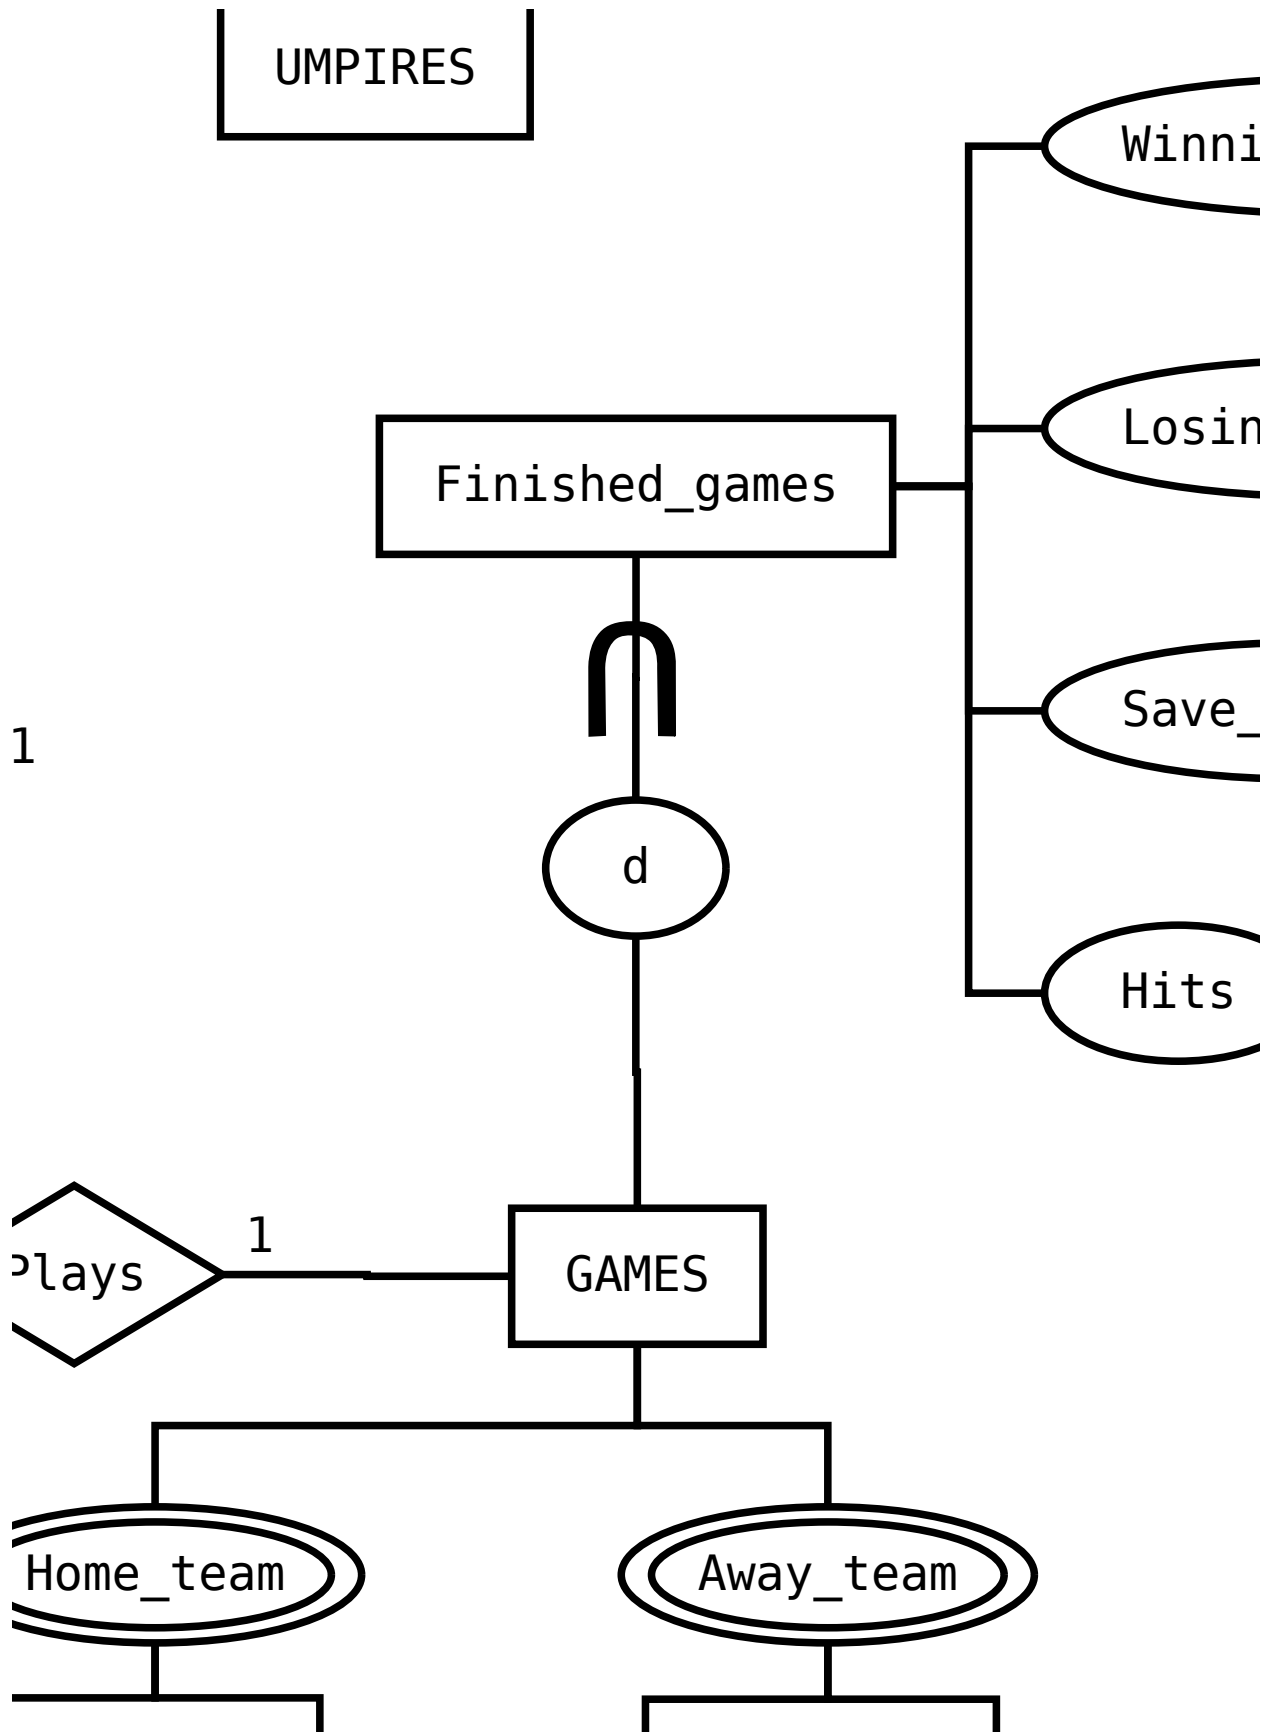 UMPIRES
Winni
Losin
Finished_games
Save_
1
d
Hits
1
Plays
GAMES
Home_team
Away_team